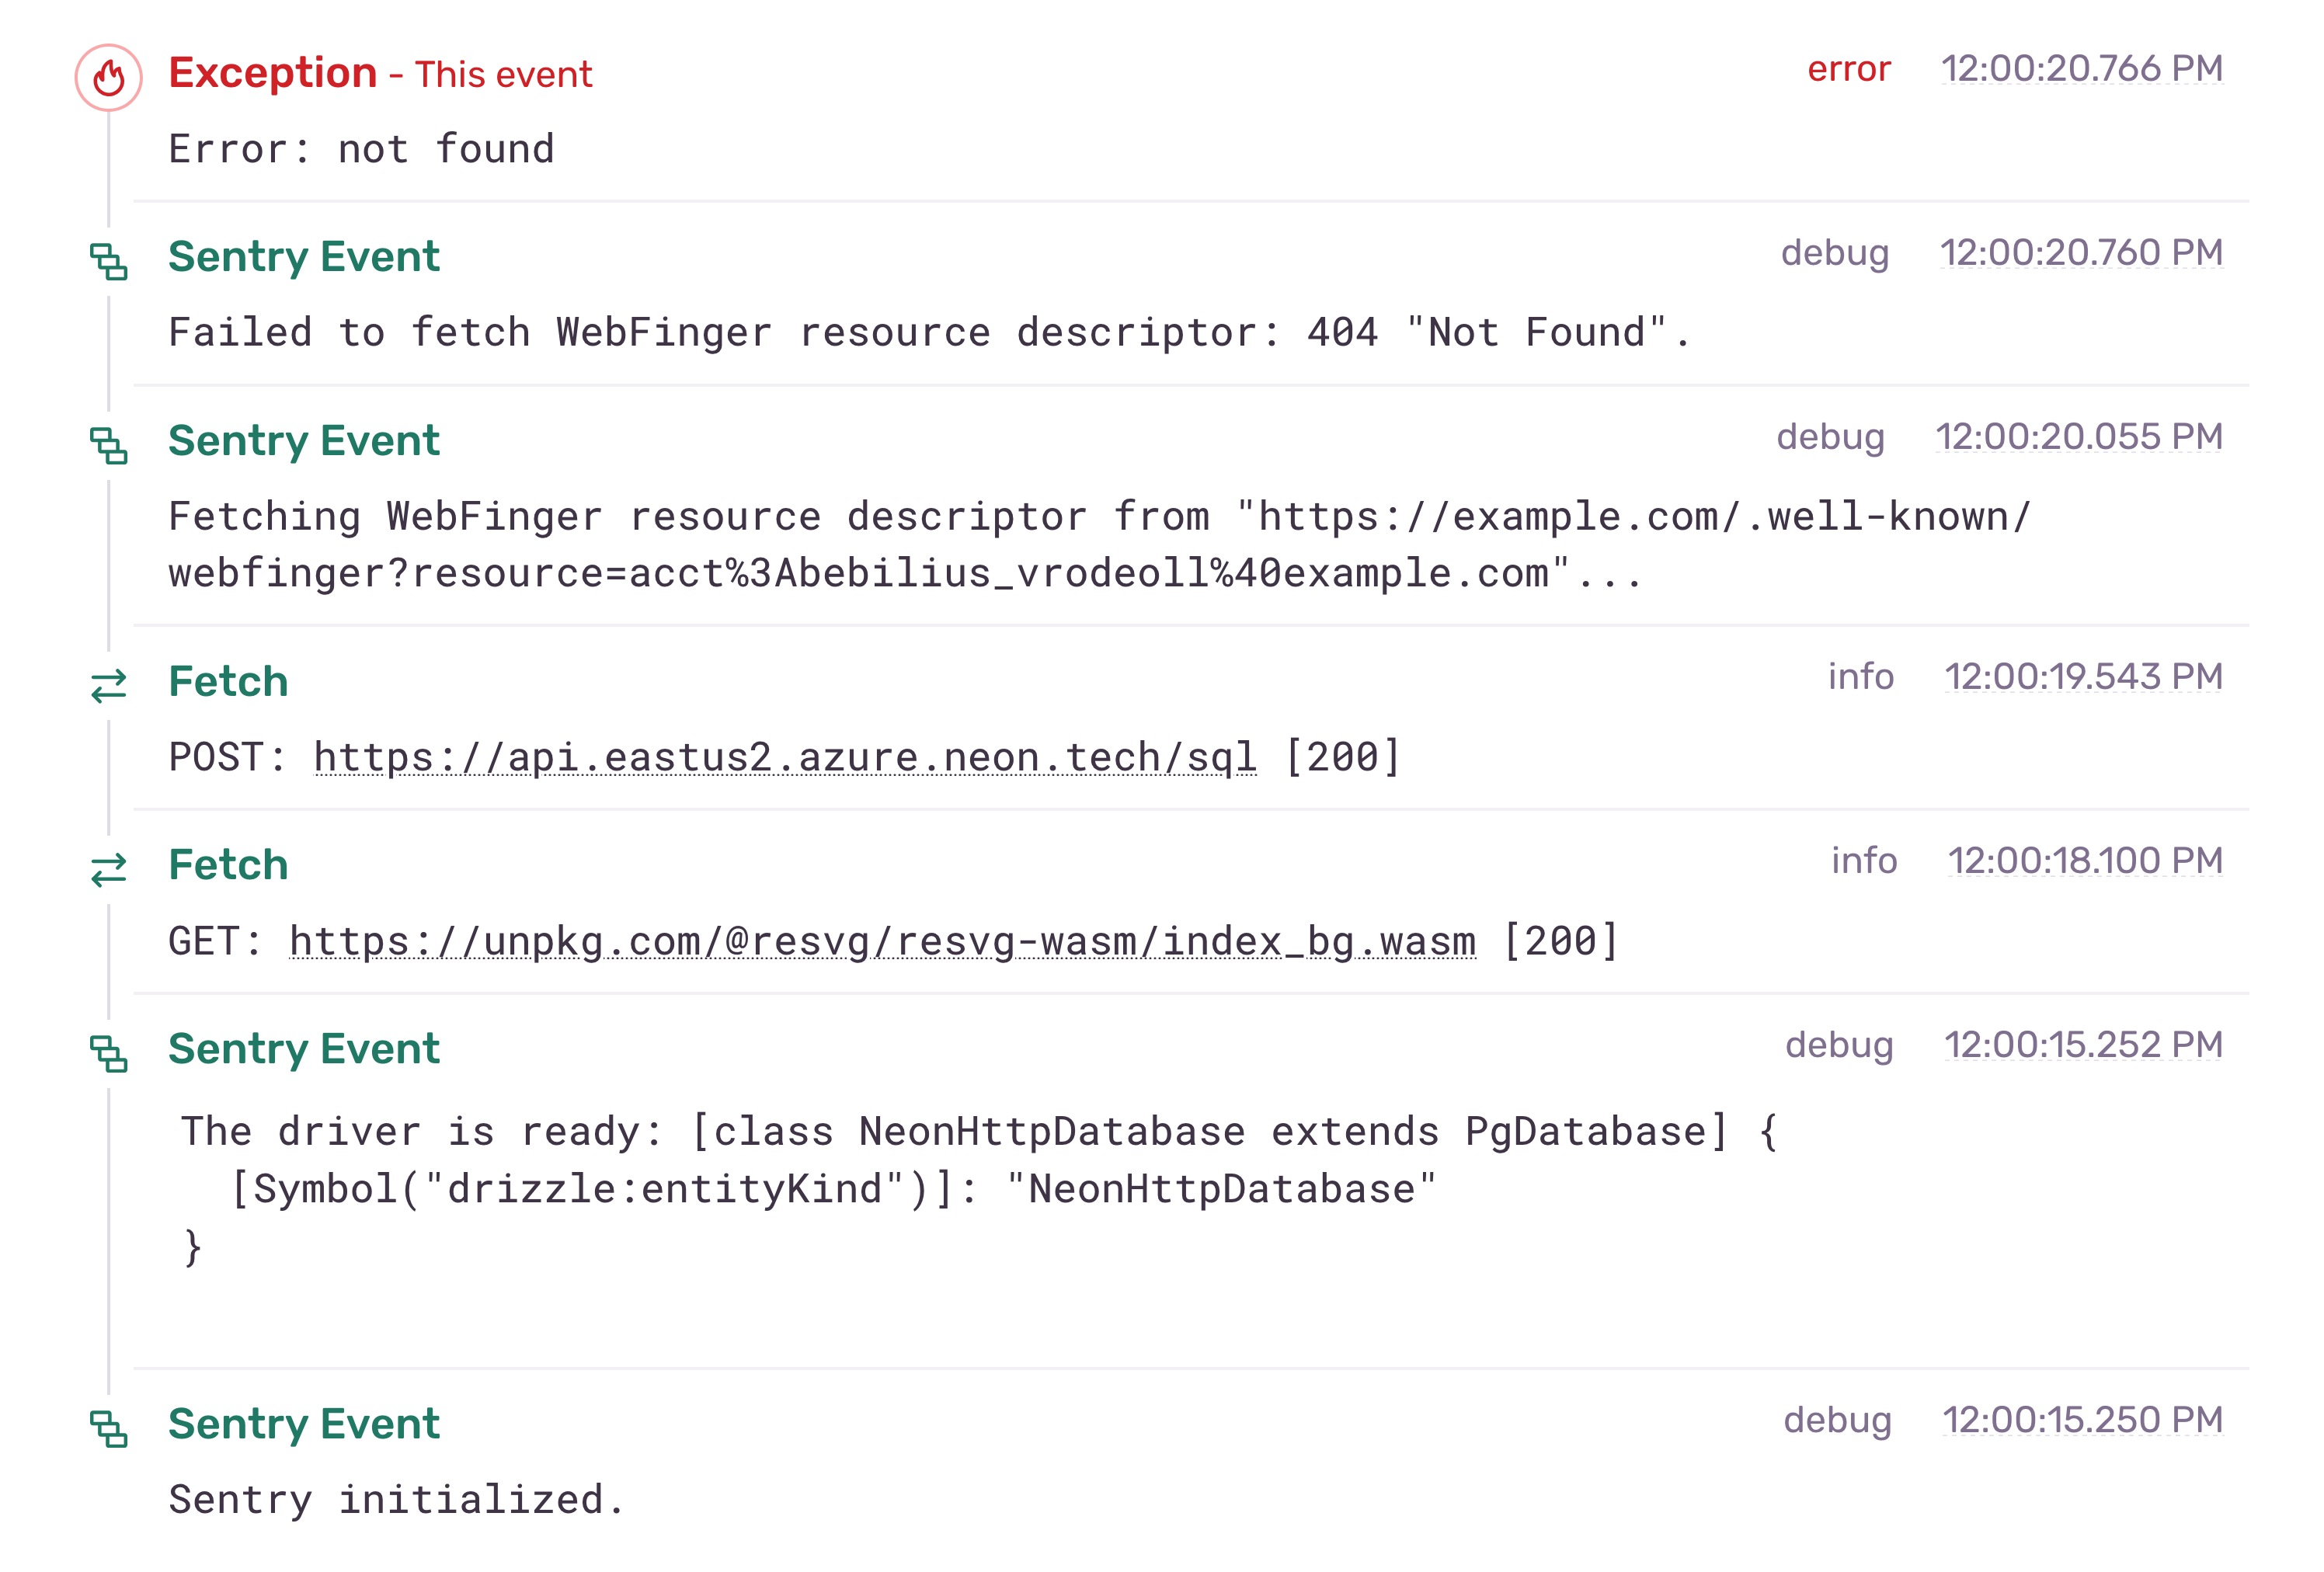 Exception - This event error 12:00:20.766 PM
Error: not found
Sentry Event debug 12:00:20.760 PM
Failed to fetch WebFinger resource descriptor: 404 "Not Found".
Sentry Event debug 12:00:20.055 PM
Fetching WebFinger resource descriptor from "https://example.com/.well-known/
webfinger?resource=acct%3Abebilius_vrodeoll%40example.com"...
Fetch info 12:00:19.543 PM
POST: https://api.eastus2.azure.neon.tech/sql [200]
Fetch info 12:00:18.100 PM
GET: https://unpkg.com/@resvg/resvg-wasm/index_bg.wasm [200]
Sentry Event debug 12:00:15.252 PM
The driver is ready: [class NeonHttpDatabase extends PgDatabase] {
  [Symbol("drizzle:entityKind")]: "NeonHttpDatabase"
}
Sentry Event debug 12:00:15.250 PM
Sentry initialized.